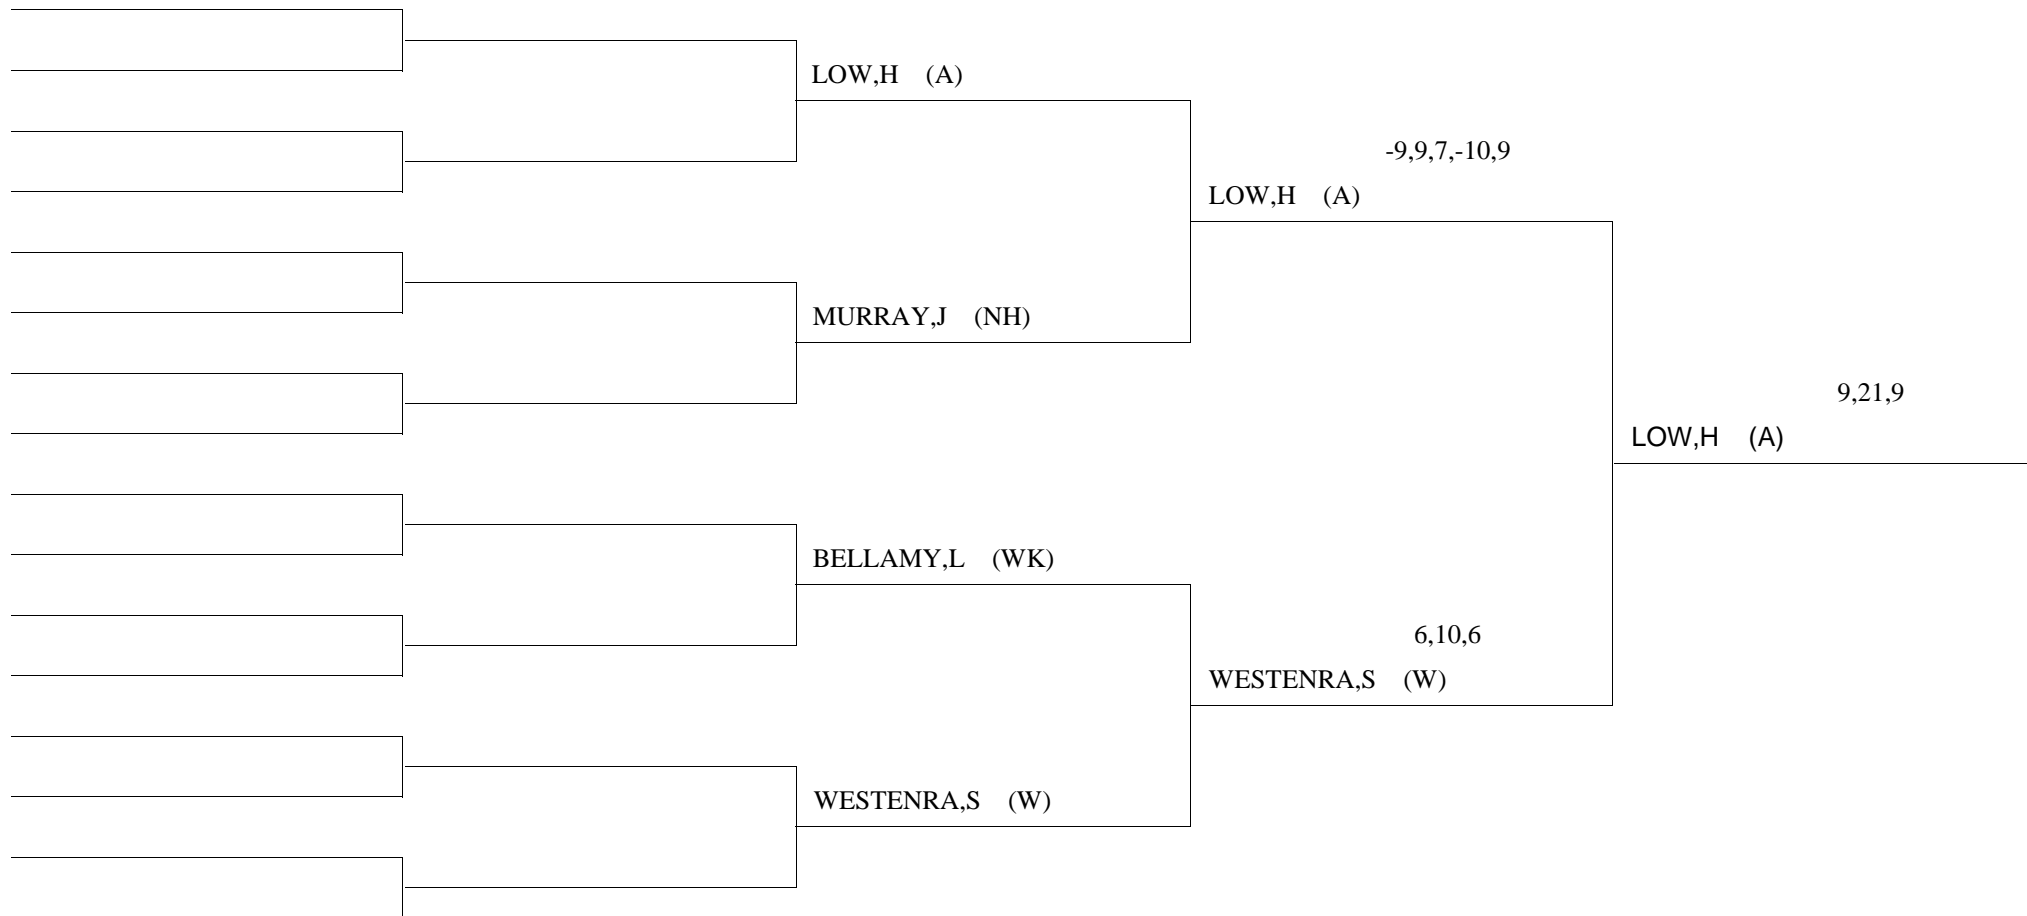 LOW,H (A)
-9,9,7,-10,9
LOW,H (A)
MURRAY,J (NH)
9,21,9
LOW,H (A)
BELLAMY,L (WK)
6,10,6
WESTENRA,S (W)
WESTENRA,S (W)